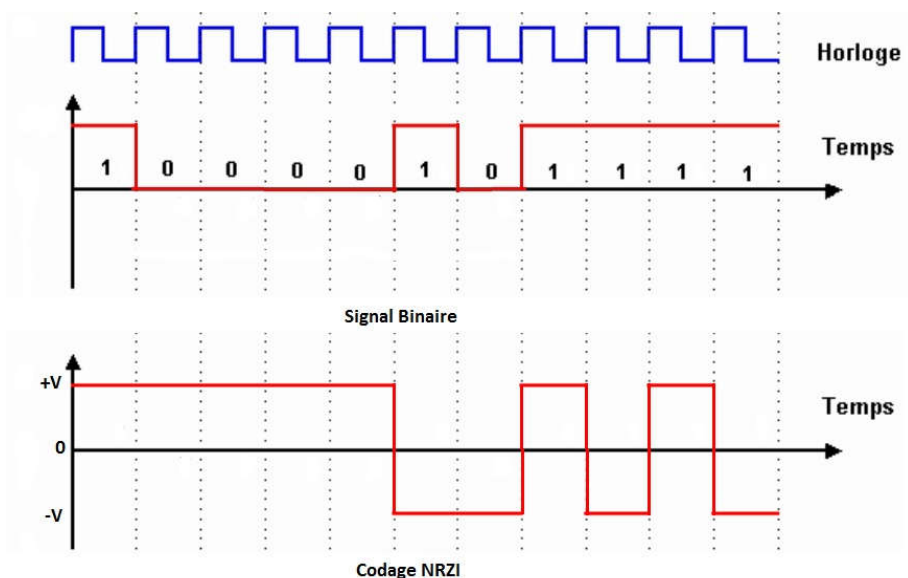 Horloge
Temps
1 0 0 0 0 1 0 1 1 1 1
Signal Binaire
+V
Temps
0
-V
Codage NRZI